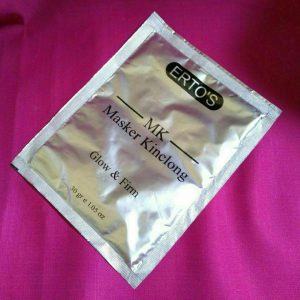 ERTO'S
MK
Masker Kinclong
Glow & Firm
30 gr e 1.05 oz